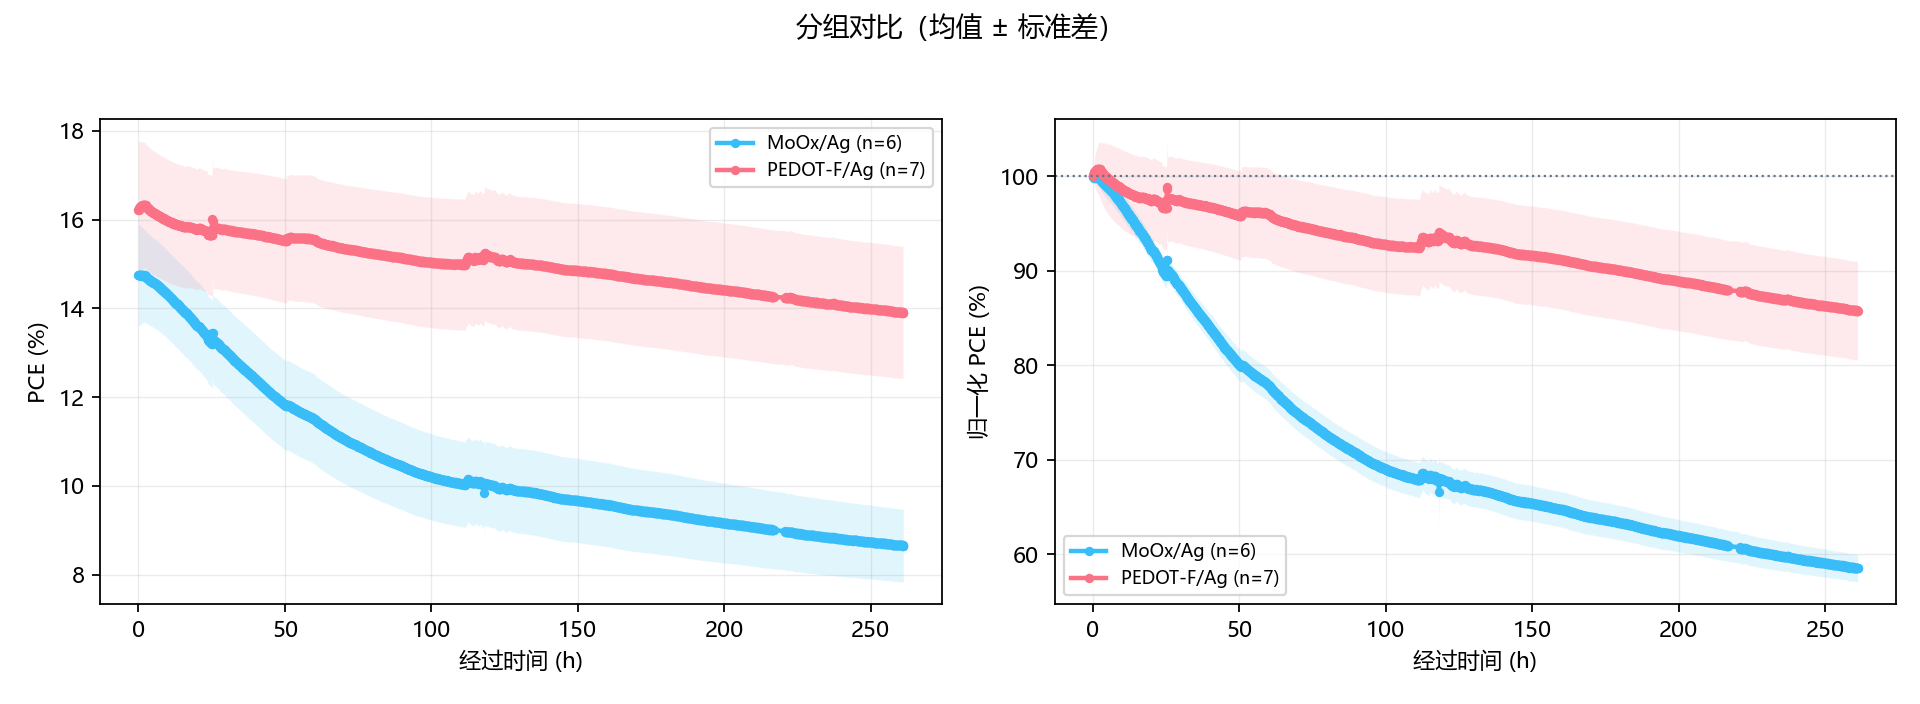 分组对比（均值 ± 标准差）
18
16
14
12
10
8
PCE (%)
0 50 100 150 200 250
经过时间 (h)
MoOx/Ag (n=6)
PEDOT-F/Ag (n=7)
100
90
80
70
60
归一化 PCE (%)
0 50 100 150 200 250
经过时间 (h)
MoOx/Ag (n=6)
PEDOT-F/Ag (n=7)